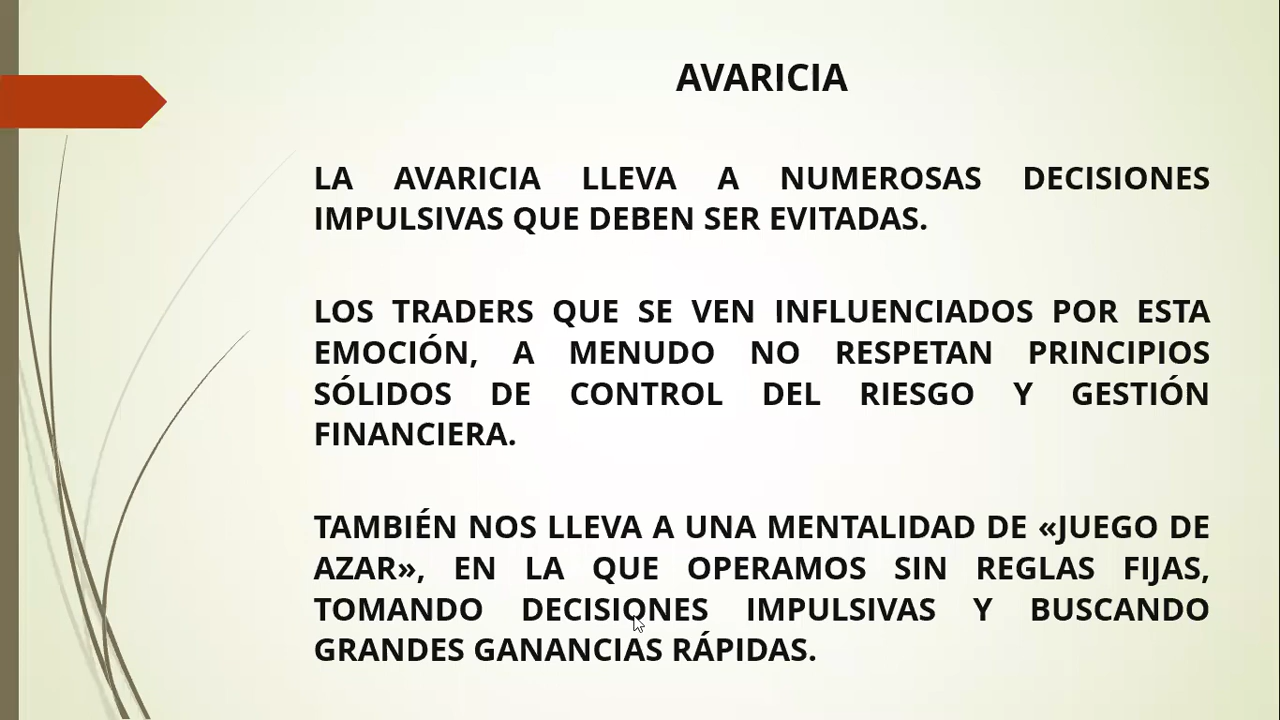 AVARICIA
LA AVARICIA LLEVA A NUMEROSAS DECISIONES
IMPULSIVAS QUE DEBEN SER EVITADAS.
LOS TRADERS QUE SE VEN INFLUENCIADOS POR ESTA
EMOCIÓN, A MENUDO NO RESPETAN PRINCIPIOS
SÓLIDOS DE CONTROL DEL RIESGO Y GESTIÓN
FINANCIERA.
TAMBIÉN NOS LLEVA A UNA MENTALIDAD DE «JUEGO DE
AZAR», EN LA QUE OPERAMOS SIN REGLAS FIJAS,
TOMANDO DECISIONES IMPULSIVAS Y BUSCANDO
GRANDES GANANCIAS RÁPIDAS.